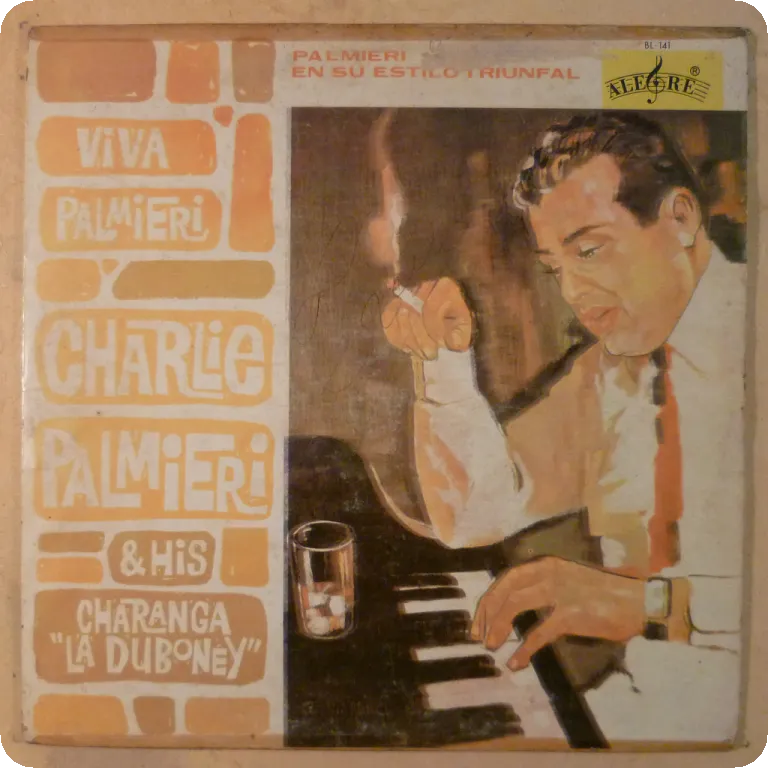 PALMIERI
EN SU ESTILO TRIUNFAL
BL-141
ALEGRE®
ViVA
PALMiERi
CHARLiE
PALMiERi
& HiS
CHARANGA
"LA DUBONEY"